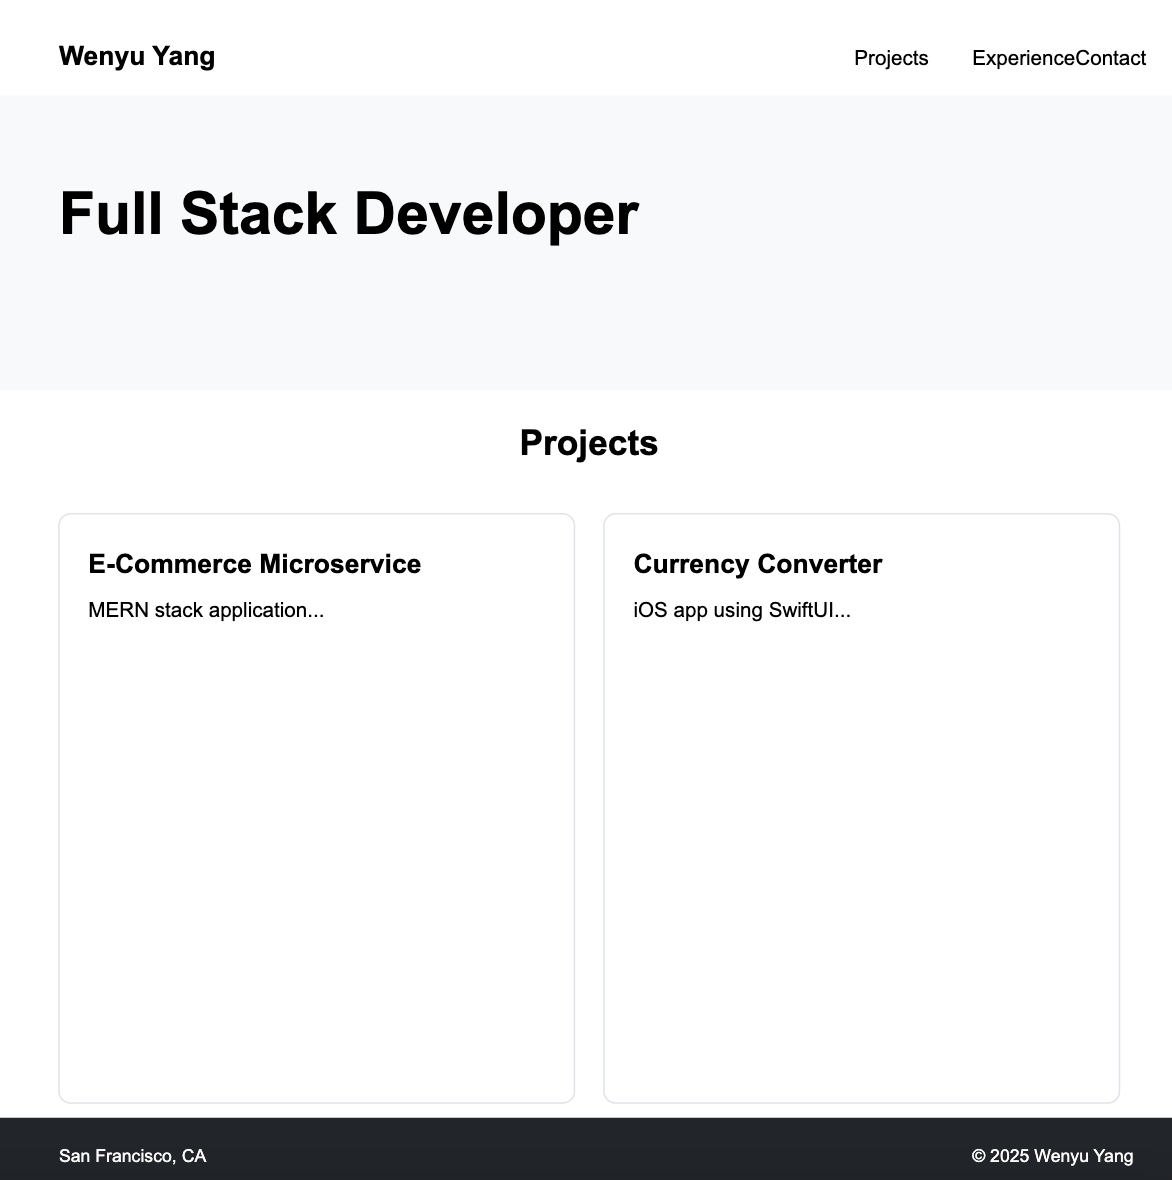 Wenyu Yang
Projects ExperienceContact
Full Stack Developer
Projects
E-Commerce Microservice
MERN stack application...
Currency Converter
iOS app using SwiftUI...
San Francisco, CA
© 2025 Wenyu Yang